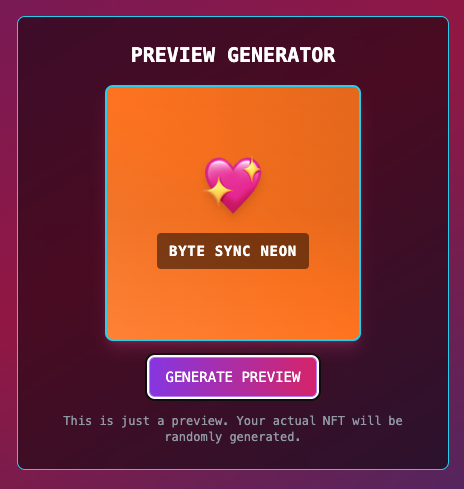 PREVIEW GENERATOR
BYTE SYNC NEON
GENERATE PREVIEW
This is just a preview. Your actual NFT will be
randomly generated.